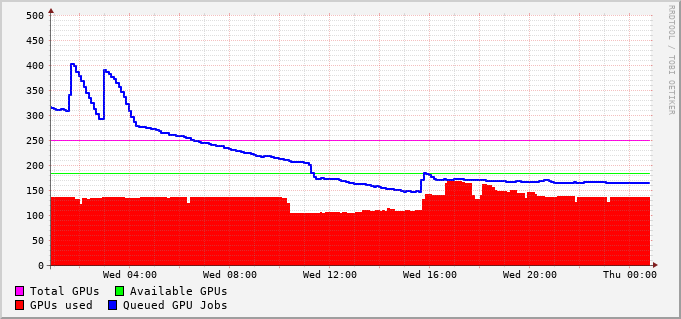 RRDTOOL / TOBI OETIKER
500
450
400
350
300
250
200
150
100
50
0
Wed 04:00 Wed 08:00 Wed 12:00 Wed 16:00 Wed 20:00 Thu 00:00
Total GPUs Available GPUs
GPUs used Queued GPU Jobs